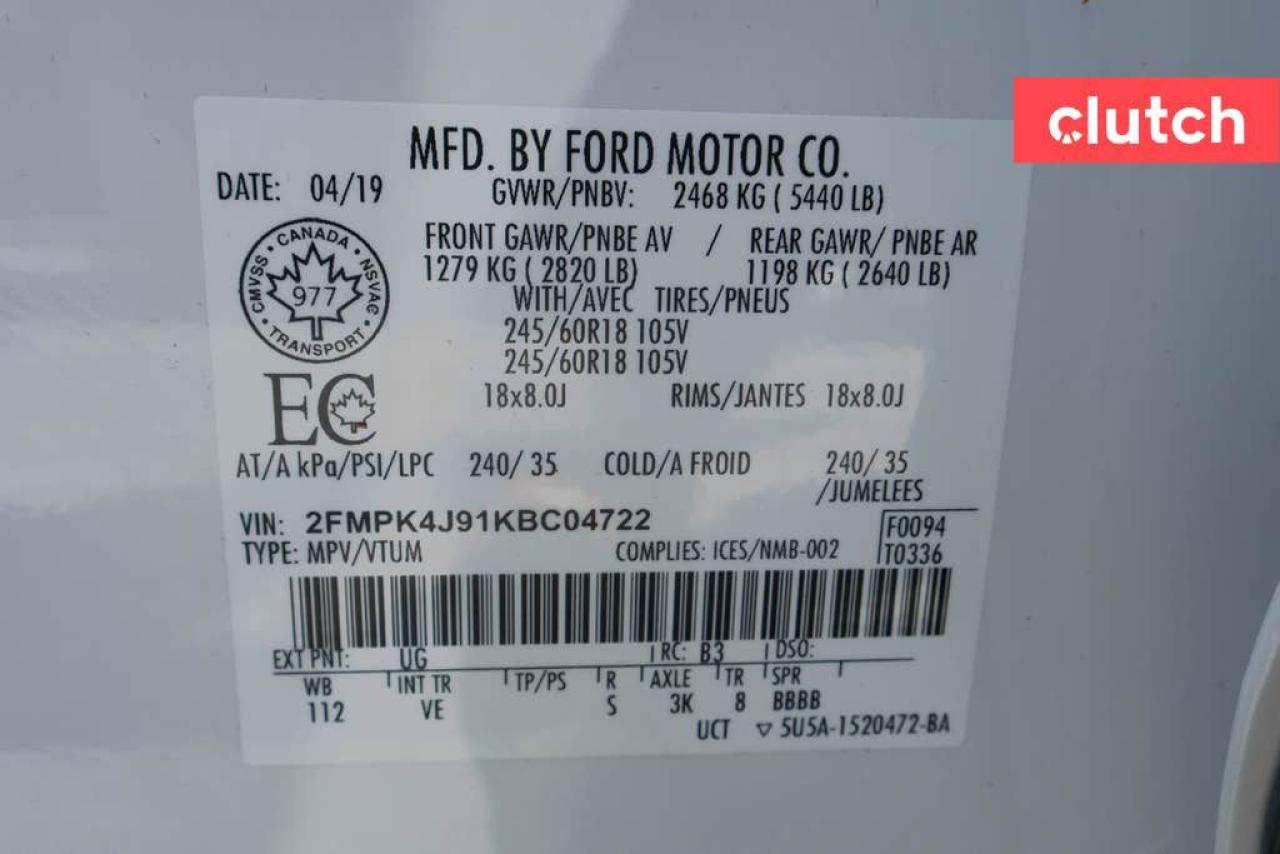 clutch
MFD. BY FORD MOTOR CO.
DATE: 04/19 GVWR/PNBV: 2468 KG ( 5440 LB)
FRONT GAWR/PNBE AV / REAR GAWR/ PNBE AR
1279 KG ( 2820 LB) 1198 KG ( 2640 LB)
WITH/AVEC TIRES/PNEUS
245/60R18 105V
245/60R18 105V
18x8.0J RIMS/JANTES 18x8.0J
CANADA
CMVSS 977 NSVAC
TRANSPORT
EC
AT/A kPa/PSI/LPC 240/ 35 COLD/A FROID 240/ 35
/JUMELEES
VIN: 2FMPK4J91KBC04722 F0094
TYPE: MPV/VTUM COMPLIES: ICES/NMB-002 T0336
EXT PNT: UG RC: B3 DSO:
WB INT TR TP/PS R AXLE TR SPR
112 VE S 3K 8 BBBB
UCT ▽ 5U5A-1520472-BA